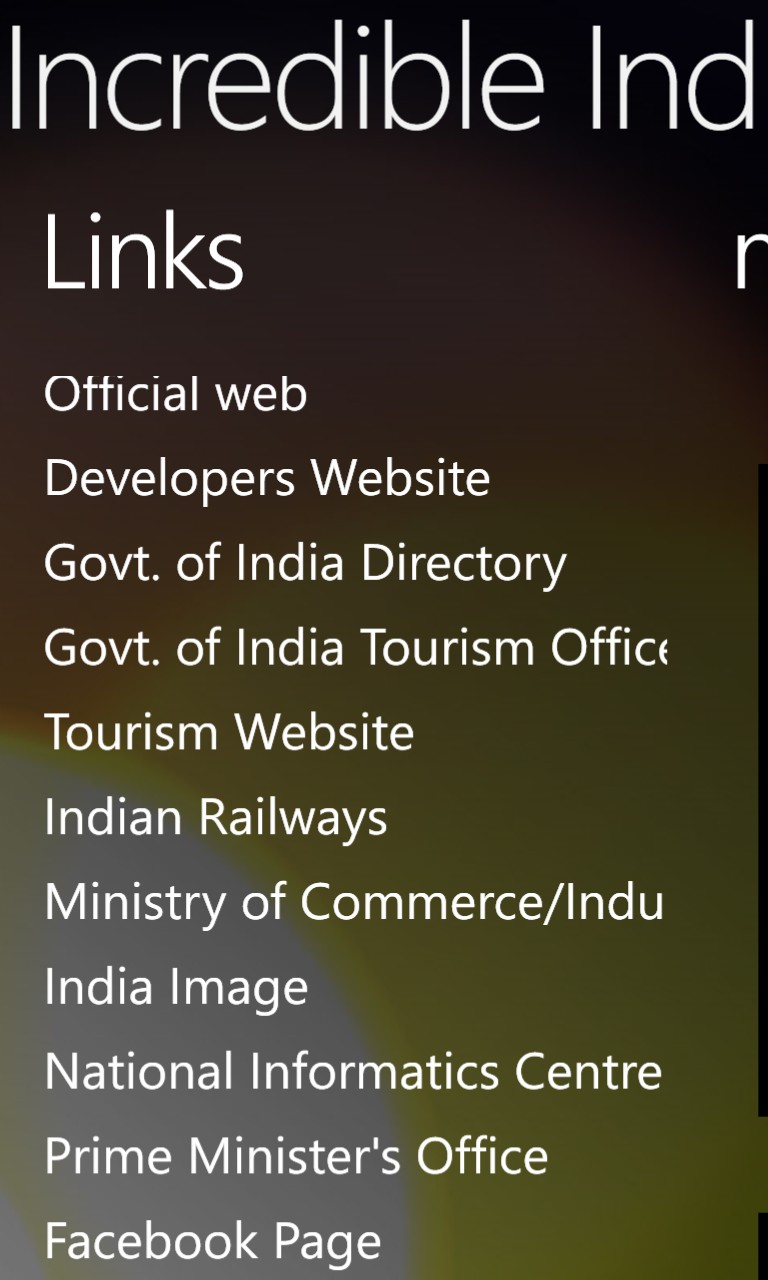 Incredible Ind
Links
Official web
Developers Website
Govt. of India Directory
Govt. of India Tourism Office
Tourism Website
Indian Railways
Ministry of Commerce/Indu
India Image
National Informatics Centre
Prime Minister's Office
Facebook Page